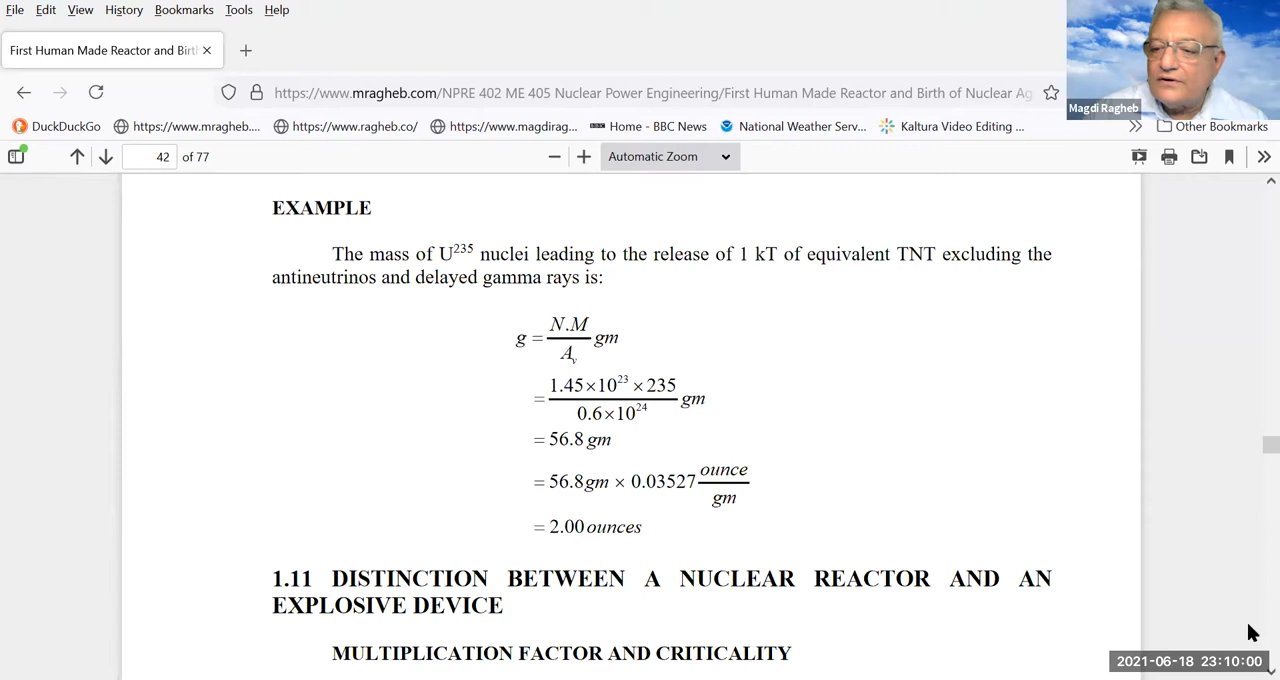 File Edit View History Bookmarks Tools Help
First Human Made Reactor and Birt
https://www.mragheb.com/NPRE 402 ME 405 Nuclear Power Engineering/First Human Made Reactor and Birth of Nuclear Ag
Magdi Ragheb
DuckDuckGo https://www.mragheb.... https://www.ragheb.co/ https://www.magdirag... BBC Home - BBC News National Weather Serv... Kaltura Video Editing ... Other Bookmarks
42 of 77 Automatic Zoom
EXAMPLE
The mass of U²³⁵ nuclei leading to the release of 1 kT of equivalent TNT excluding the
antineutrinos and delayed gamma rays is:
g = N.M / Aᵥ gm
= 1.45×10²³ ×235 / 0.6×10²⁴ gm
= 56.8 gm
= 56.8gm × 0.03527 ounce / gm
= 2.00 ounces
1.11 DISTINCTION BETWEEN A NUCLEAR REACTOR AND AN
EXPLOSIVE DEVICE
MULTIPLICATION FACTOR AND CRITICALITY
2021-06-18 23:10:00